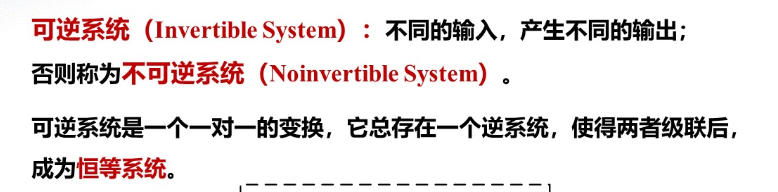 可逆系统（Invertible System）：不同的输入，产生不同的输出；
否则称为不可逆系统（Noinvertible System）。
可逆系统是一个一对一的变换，它总存在一个逆系统，使得两者级联后，
成为恒等系统。